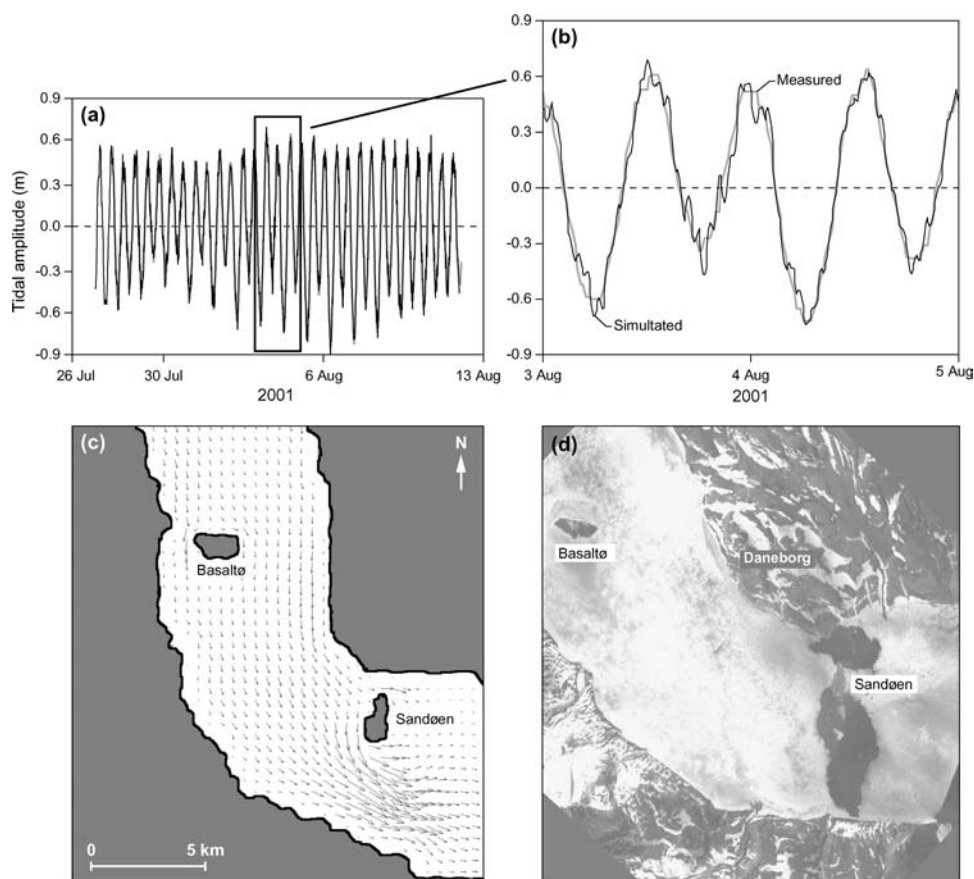 (a)
0.9
0.6
0.3
0.0
-0.3
-0.6
-0.9
Tidal amplitude (m)
26 Jul
30 Jul
6 Aug
13 Aug
2001
(b)
0.9
0.6
0.3
0.0
-0.3
-0.6
-0.9
Measured
Simultated
3 Aug
4 Aug
5 Aug
2001
(c)
N
Basaltø
Sandøen
0
5 km
(d)
Basaltø
Daneborg
Sandøen